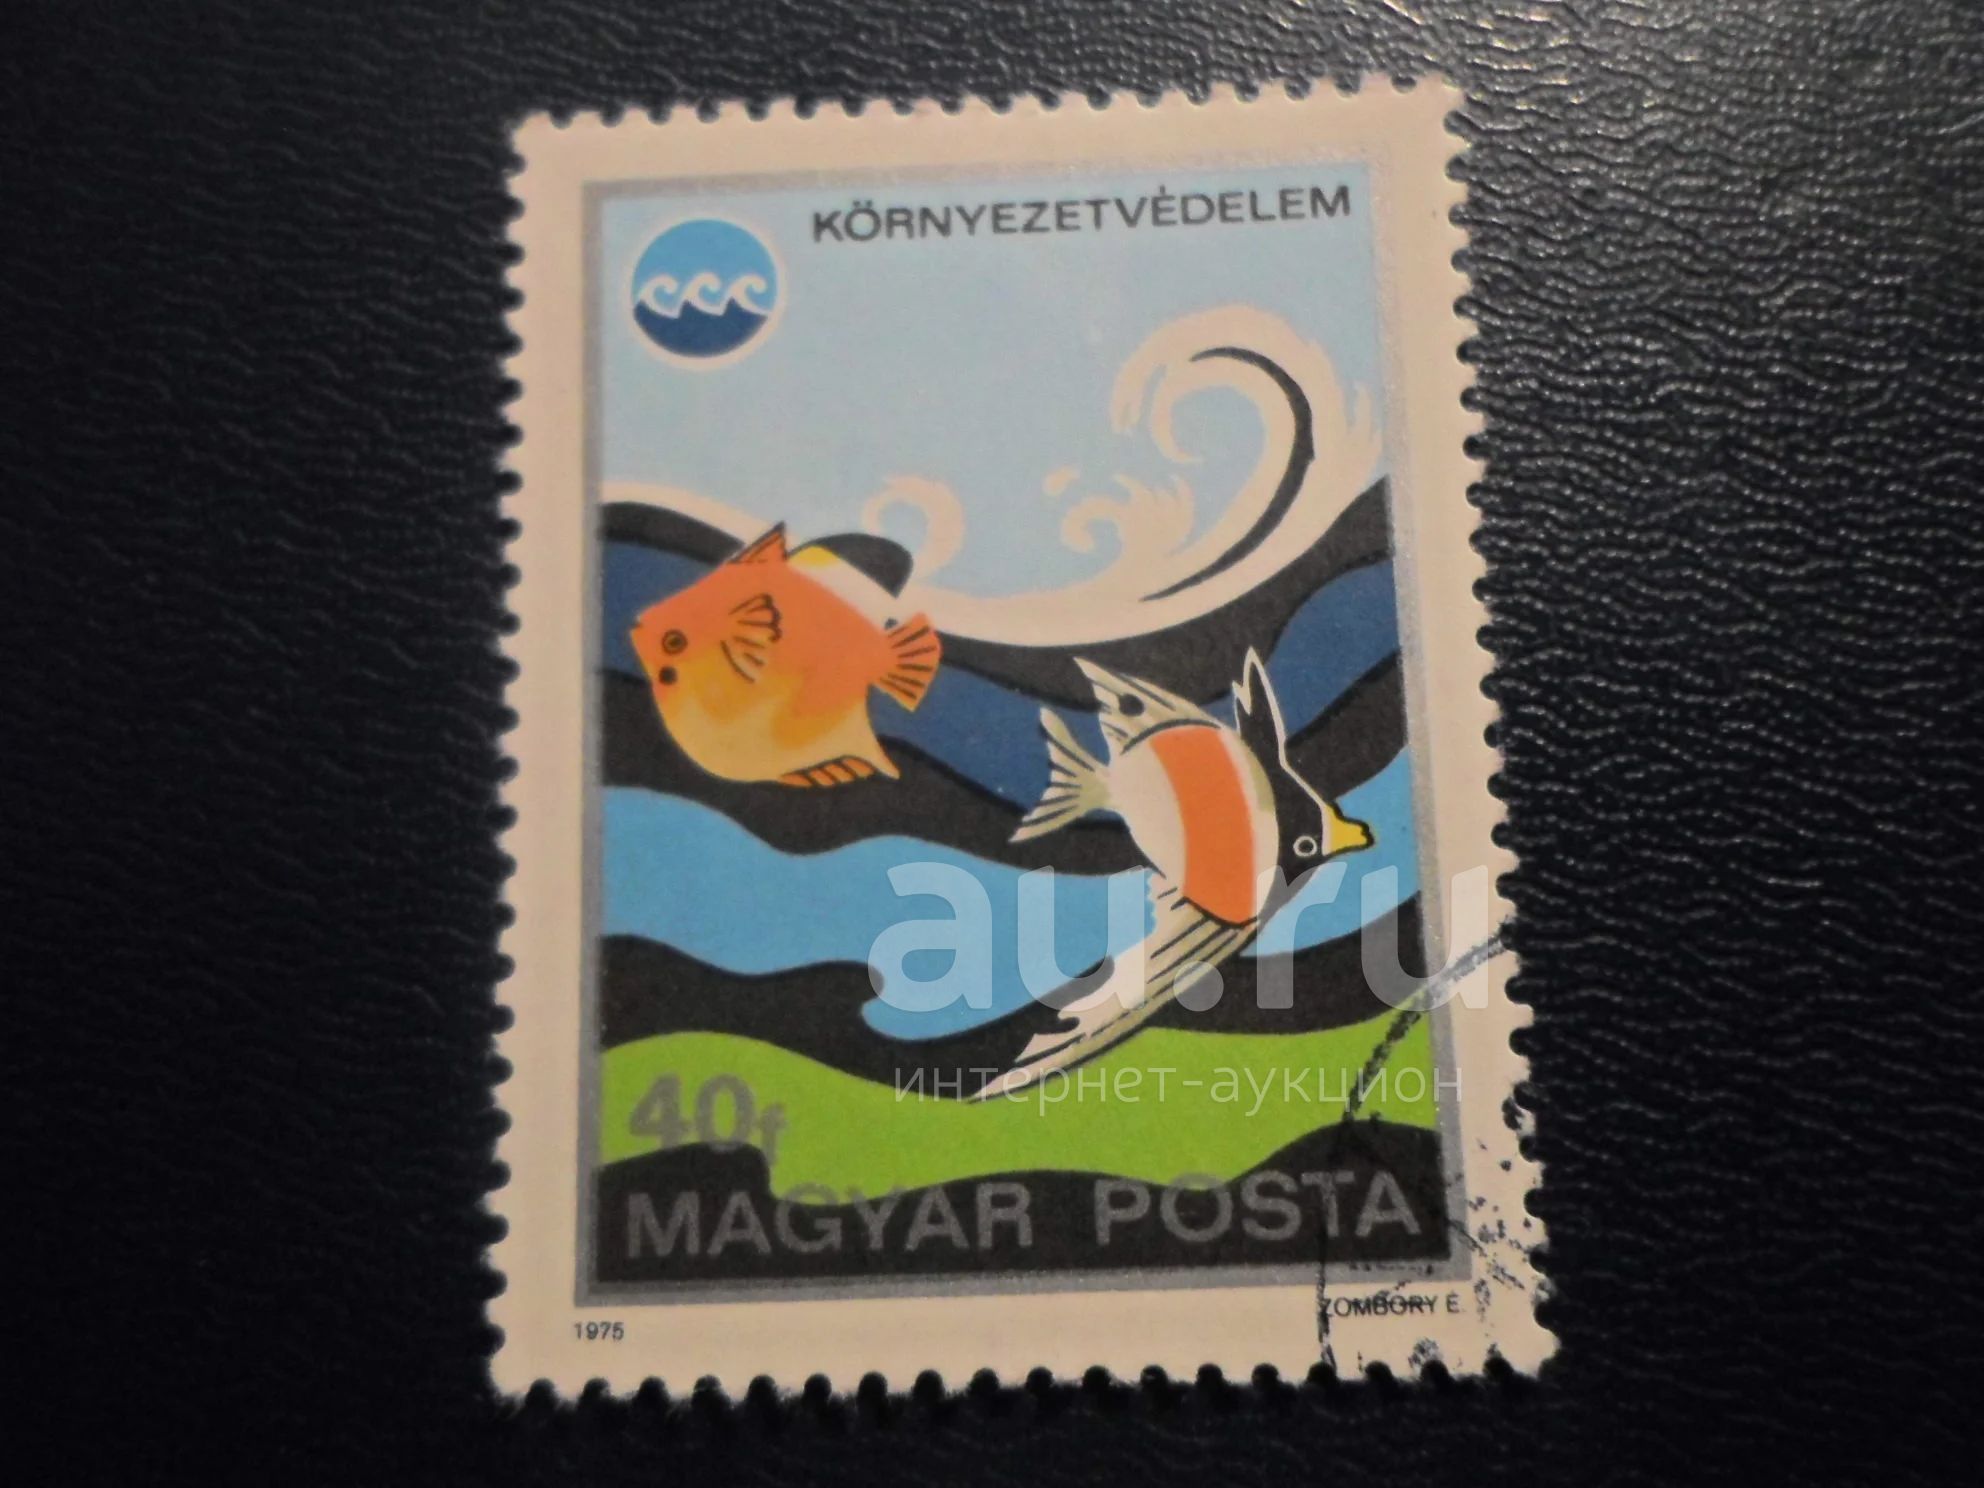 KÖRNYEZETVÉDELEM
au.ru
интернет-аукцион
40f
MAGYAR POSTA
1975
ZOMBORY É.